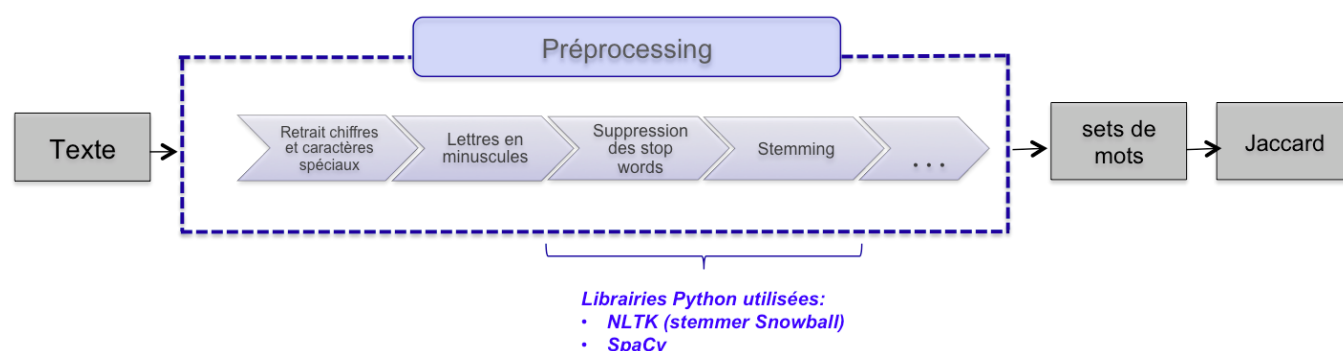 Préprocessing
Texte
Retrait chiffres
et caractères
spéciaux
Lettres en
minuscules
Suppression
des stop
words
Stemming
...
sets de
mots
Jaccard
Librairies Python utilisées:
• NLTK (stemmer Snowball)
• SpaCy